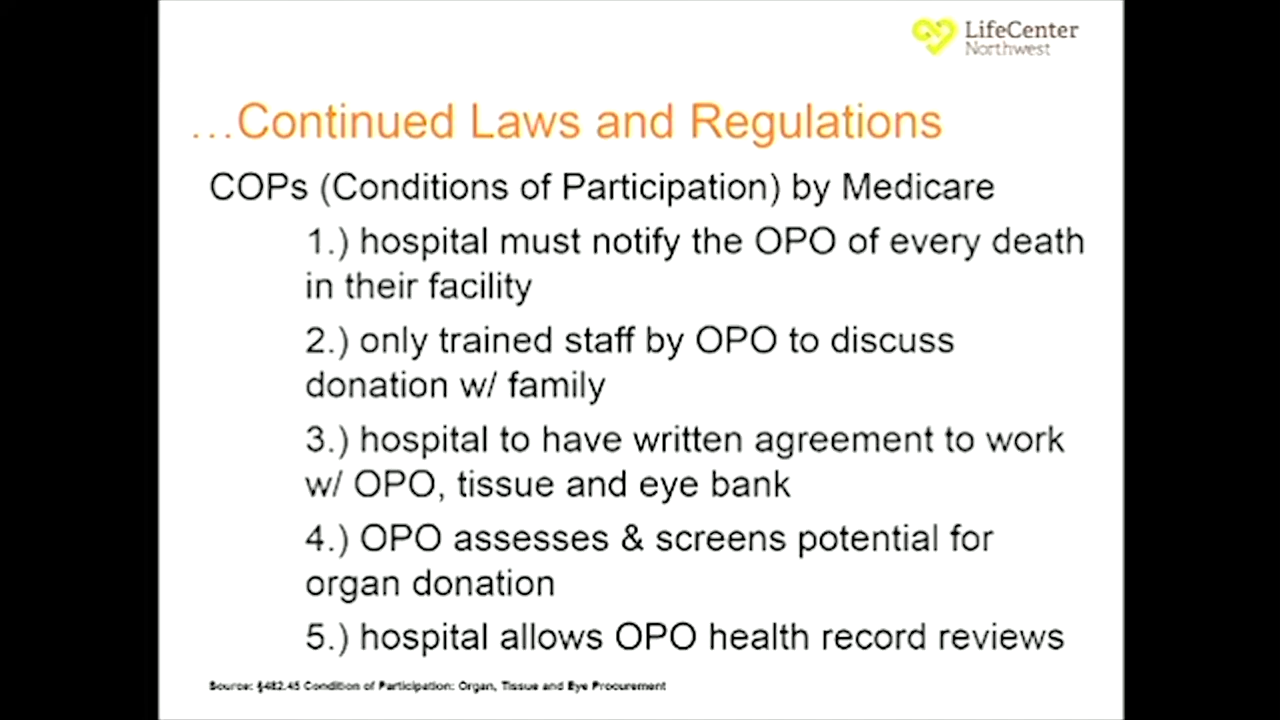 LifeCenter
Northwest
...Continued Laws and Regulations
COPs (Conditions of Participation) by Medicare
1.) hospital must notify the OPO of every death
in their facility
2.) only trained staff by OPO to discuss
donation w/ family
3.) hospital to have written agreement to work
w/ OPO, tissue and eye bank
4.) OPO assesses & screens potential for
organ donation
5.) hospital allows OPO health record reviews
Source: §482.45 Condition of Participation: Organ, Tissue and Eye Procurement